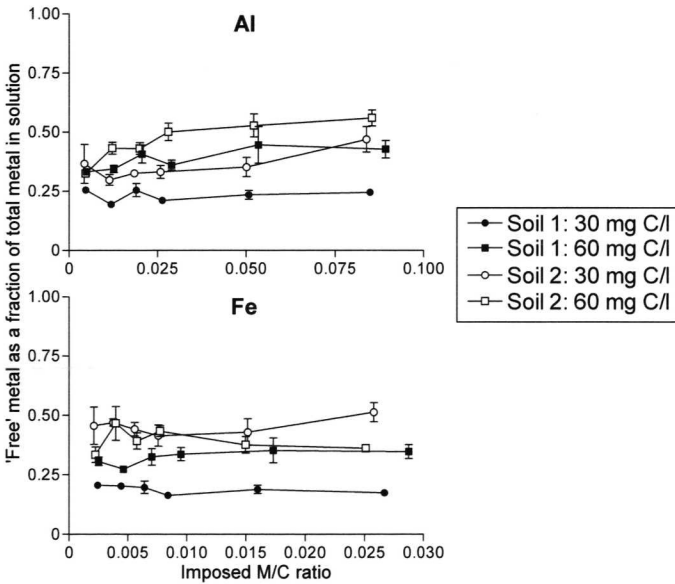 Al
1.00
0.75
0.50
0.25
0
0 0.025 0.050 0.075 0.100
'Free' metal as a fraction of total metal in solution
Soil 1: 30 mg C/l
Soil 1: 60 mg C/l
Soil 2: 30 mg C/l
Soil 2: 60 mg C/l
Fe
1.00
0.75
0.50
0.25
0
0 0.005 0.010 0.015 0.020 0.025 0.030
Imposed M/C ratio